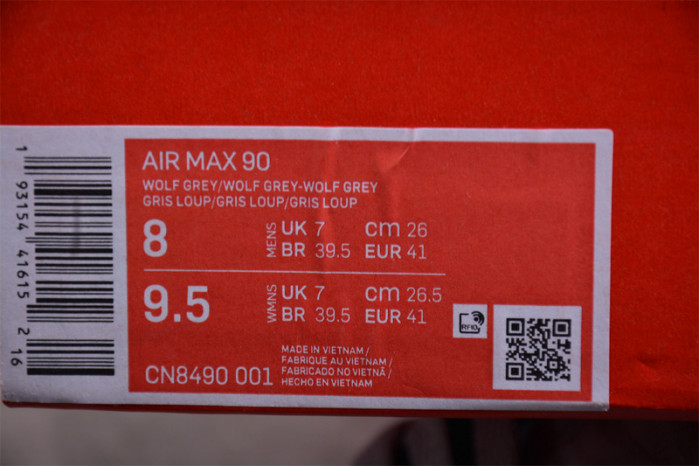 AIR MAX 90
WOLF GREY/WOLF GREY-WOLF GREY
GRIS LOUP/GRIS LOUP/GRIS LOUP
8 MENS UK 7 cm 26
BR 39.5 EUR 41
9.5 WMNS UK 7 cm 26.5
BR 39.5 EUR 41
RFID
CN8490 001
MADE IN VIETNAM /
FABRIQUE AU VIETNAM /
FABRICADO NO VIETNÃ /
HECHO EN VIETNAM
1 93154 41615 2 16